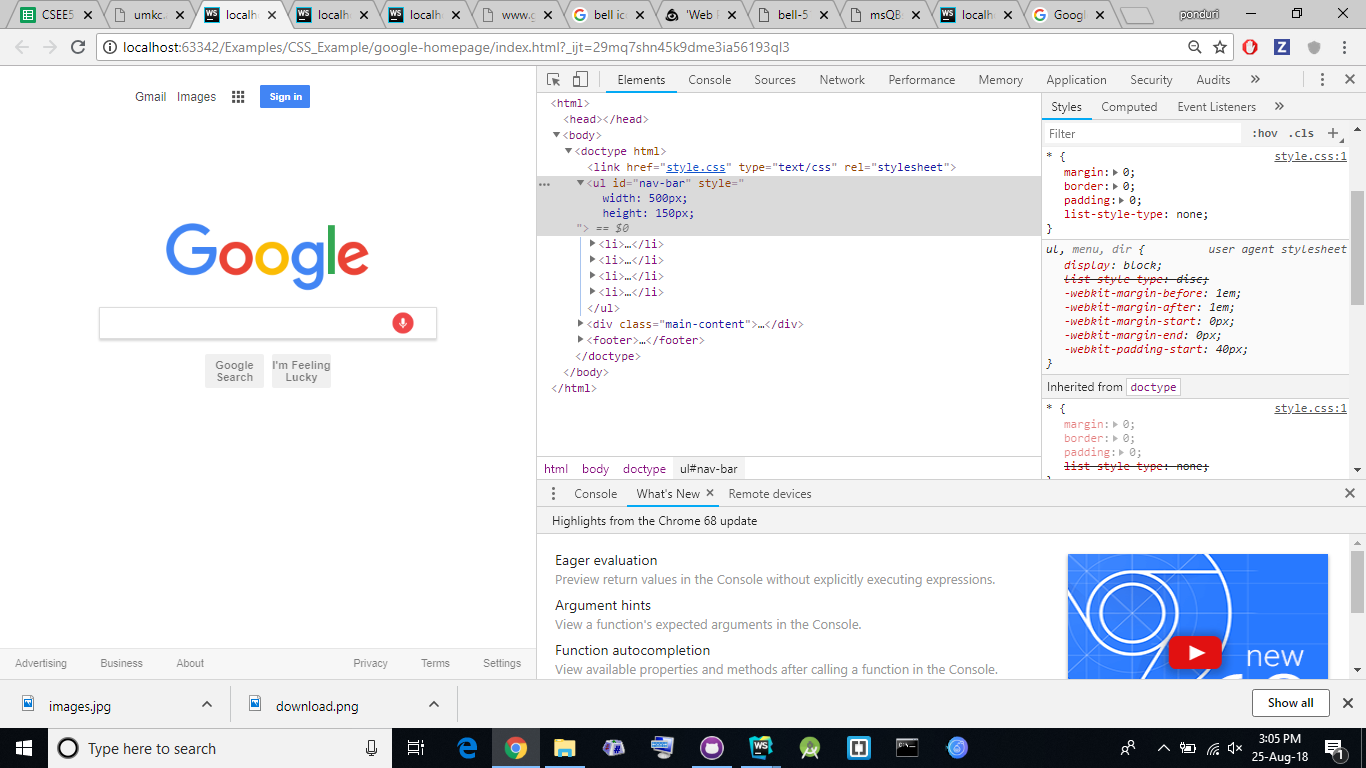 CSEE5
umkc.
localh
localh
localh
www.g
bell ic
'Web F
bell-5
msQB
localh
Googl
ponduri
localhost:63342/Examples/CSS_Example/google-homepage/index.html?_ijt=29mq7shn45k9dme3ia56193ql3
Gmail Images Sign in
Google
Google Search
I'm Feeling Lucky
Advertising Business About Privacy Terms Settings
Elements Console Sources Network Performance Memory Application Security Audits »
<html>
<head></head>
<body>
<doctype html>
<link href="style.css" type="text/css" rel="stylesheet">
<ul id="nav-bar" style="
width: 500px;
height: 150px;
"> == $0
<li>…</li>
<li>…</li>
<li>…</li>
<li>…</li>
</ul>
<div class="main-content">…</div>
<footer>…</footer>
</doctype>
</body>
</html>
html body doctype ul#nav-bar
Styles Computed Event Listeners »
Filter :hov .cls +
* { style.css:1
margin: 0;
border: 0;
padding: 0;
list-style-type: none;
}
ul, menu, dir { user agent stylesheet
display: block;
list-style-type: disc;
-webkit-margin-before: 1em;
-webkit-margin-after: 1em;
-webkit-margin-start: 0px;
-webkit-margin-end: 0px;
-webkit-padding-start: 40px;
}
Inherited from doctype
* { style.css:1
margin: 0;
border: 0;
padding: 0;
list-style-type: none;
Console What's New Remote devices
Highlights from the Chrome 68 update
Eager evaluation
Preview return values in the Console without explicitly executing expressions.
Argument hints
View a function's expected arguments in the Console.
Function autocompletion
View available properties and methods after calling a function in the Console.
new
images.jpg
download.png
Show all
Type here to search
3:05 PM
25-Aug-18
1